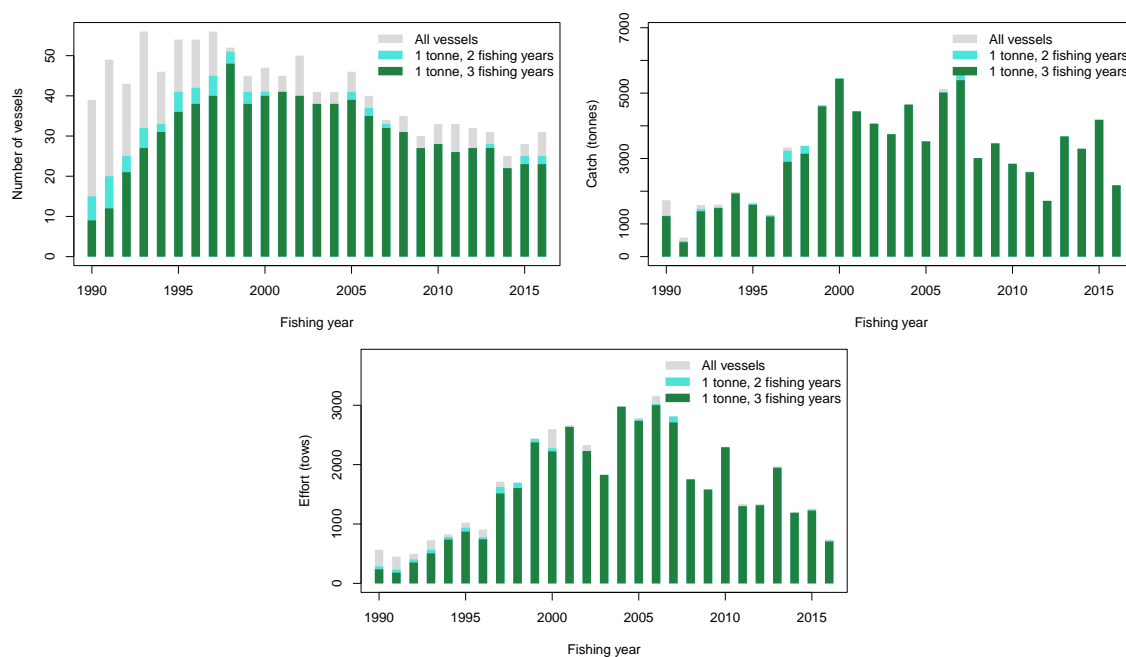 All vessels
1 tonne, 2 fishing years
1 tonne, 3 fishing years
Number of vessels
0
10
20
30
40
50
1990
1995
2000
2005
2010
2015
Fishing year
All vessels
1 tonne, 2 fishing years
1 tonne, 3 fishing years
Catch (tonnes)
0
1000
3000
5000
7000
1990
1995
2000
2005
2010
2015
Fishing year
All vessels
1 tonne, 2 fishing years
1 tonne, 3 fishing years
Effort (tows)
0
1000
2000
3000
1990
1995
2000
2005
2010
2015
Fishing year